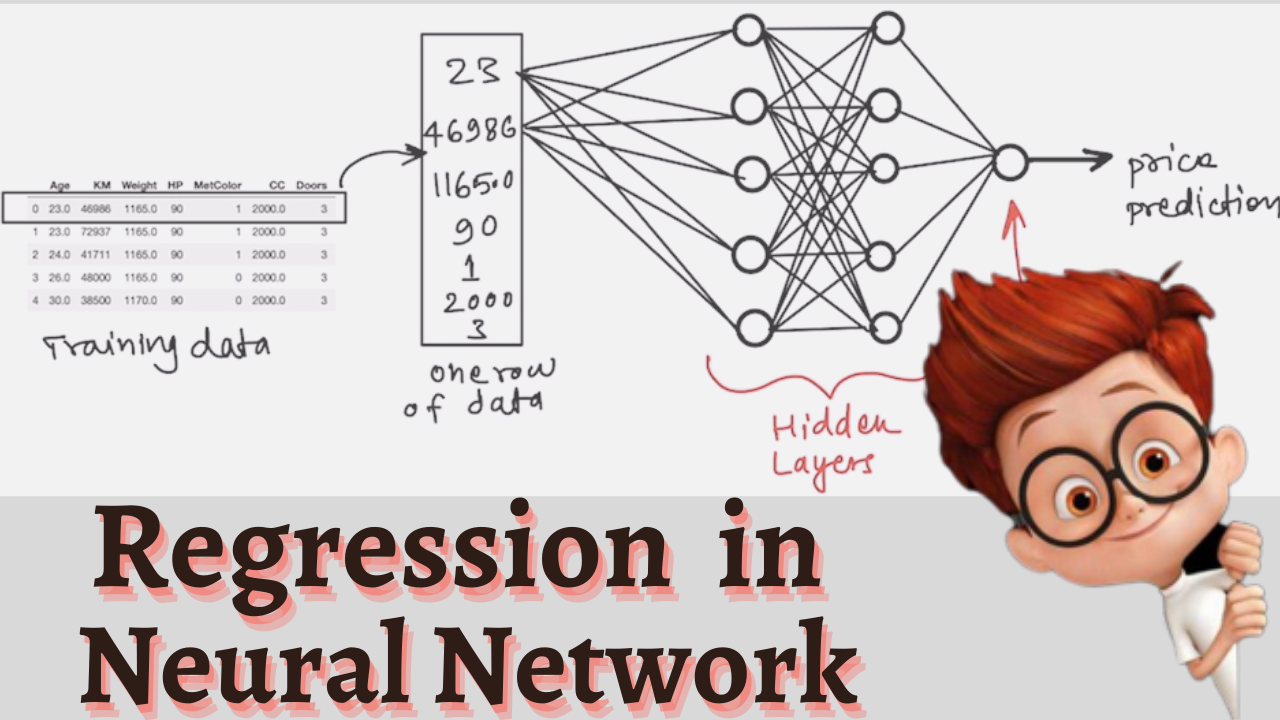 Age KM Weight HP MetColor CC Doors
0 23.0 46986 1165.0 90 1 2000.0 3
1 23.0 72937 1165.0 90 1 2000.0 3
2 24.0 41711 1165.0 90 1 2000.0 3
3 26.0 48000 1165.0 90 0 2000.0 3
4 30.0 38500 1170.0 90 0 2000.0 3
Training data
23
46986
1165.0
90
1
2000
3
one row
of data
Hidden
Layers
price
prediction
Regression in
Neural Network